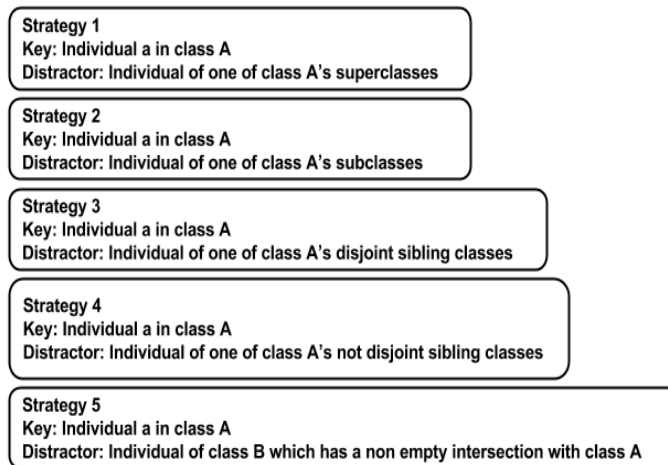 Strategy 1
Key: Individual a in class A
Distractor: Individual of one of class A's superclasses
Strategy 2
Key: Individual a in class A
Distractor: Individual of one of class A's subclasses
Strategy 3
Key: Individual a in class A
Distractor: Individual of one of class A's disjoint sibling classes
Strategy 4
Key: Individual a in class A
Distractor: Individual of one of class A's not disjoint sibling classes
Strategy 5
Key: Individual a in class A
Distractor: Individual of class B which has a non empty intersection with class A